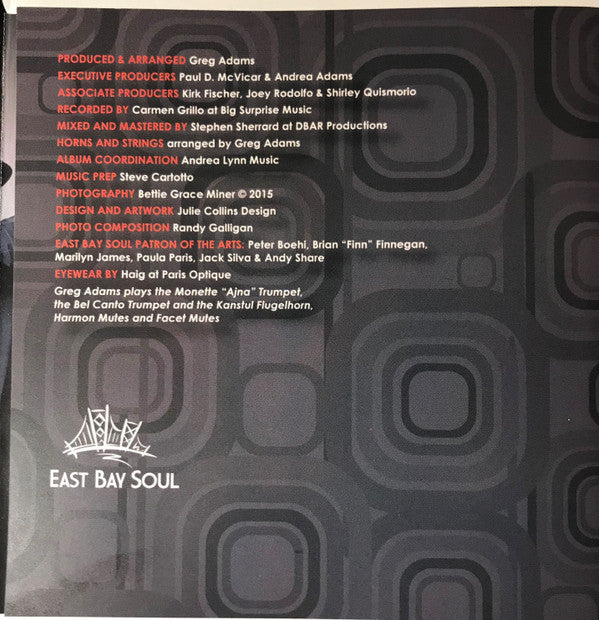 PRODUCED & ARRANGED Greg Adams
EXECUTIVE PRODUCERS Paul D. McVicar & Andrea Adams
ASSOCIATE PRODUCERS Kirk Fischer, Joey Rodolfo & Shirley Quismorio
RECORDED BY Carmen Grillo at Big Surprise Music
MIXED AND MASTERED BY Stephen Sherrard at DBAR Productions
HORNS AND STRINGS arranged by Greg Adams
ALBUM COORDINATION Andrea Lynn Music
MUSIC PREP Steve Cartotto
PHOTOGRAPHY Bettie Grace Miner © 2015
DESIGN AND ARTWORK Julie Collins Design
PHOTO COMPOSITION Randy Galligan
EAST BAY SOUL PATRON OF THE ARTS: Peter Boehi, Brian “Finn” Finnegan,
Marilyn James, Paula Paris, Jack Silva & Andy Share
EYEWEAR BY Haig at Paris Optique
Greg Adams plays the Monette “Ajna” Trumpet,
the Bel Canto Trumpet and the Kanstul Flugelhorn,
Harmon Mutes and Facet Mutes
EAST BAY SOUL